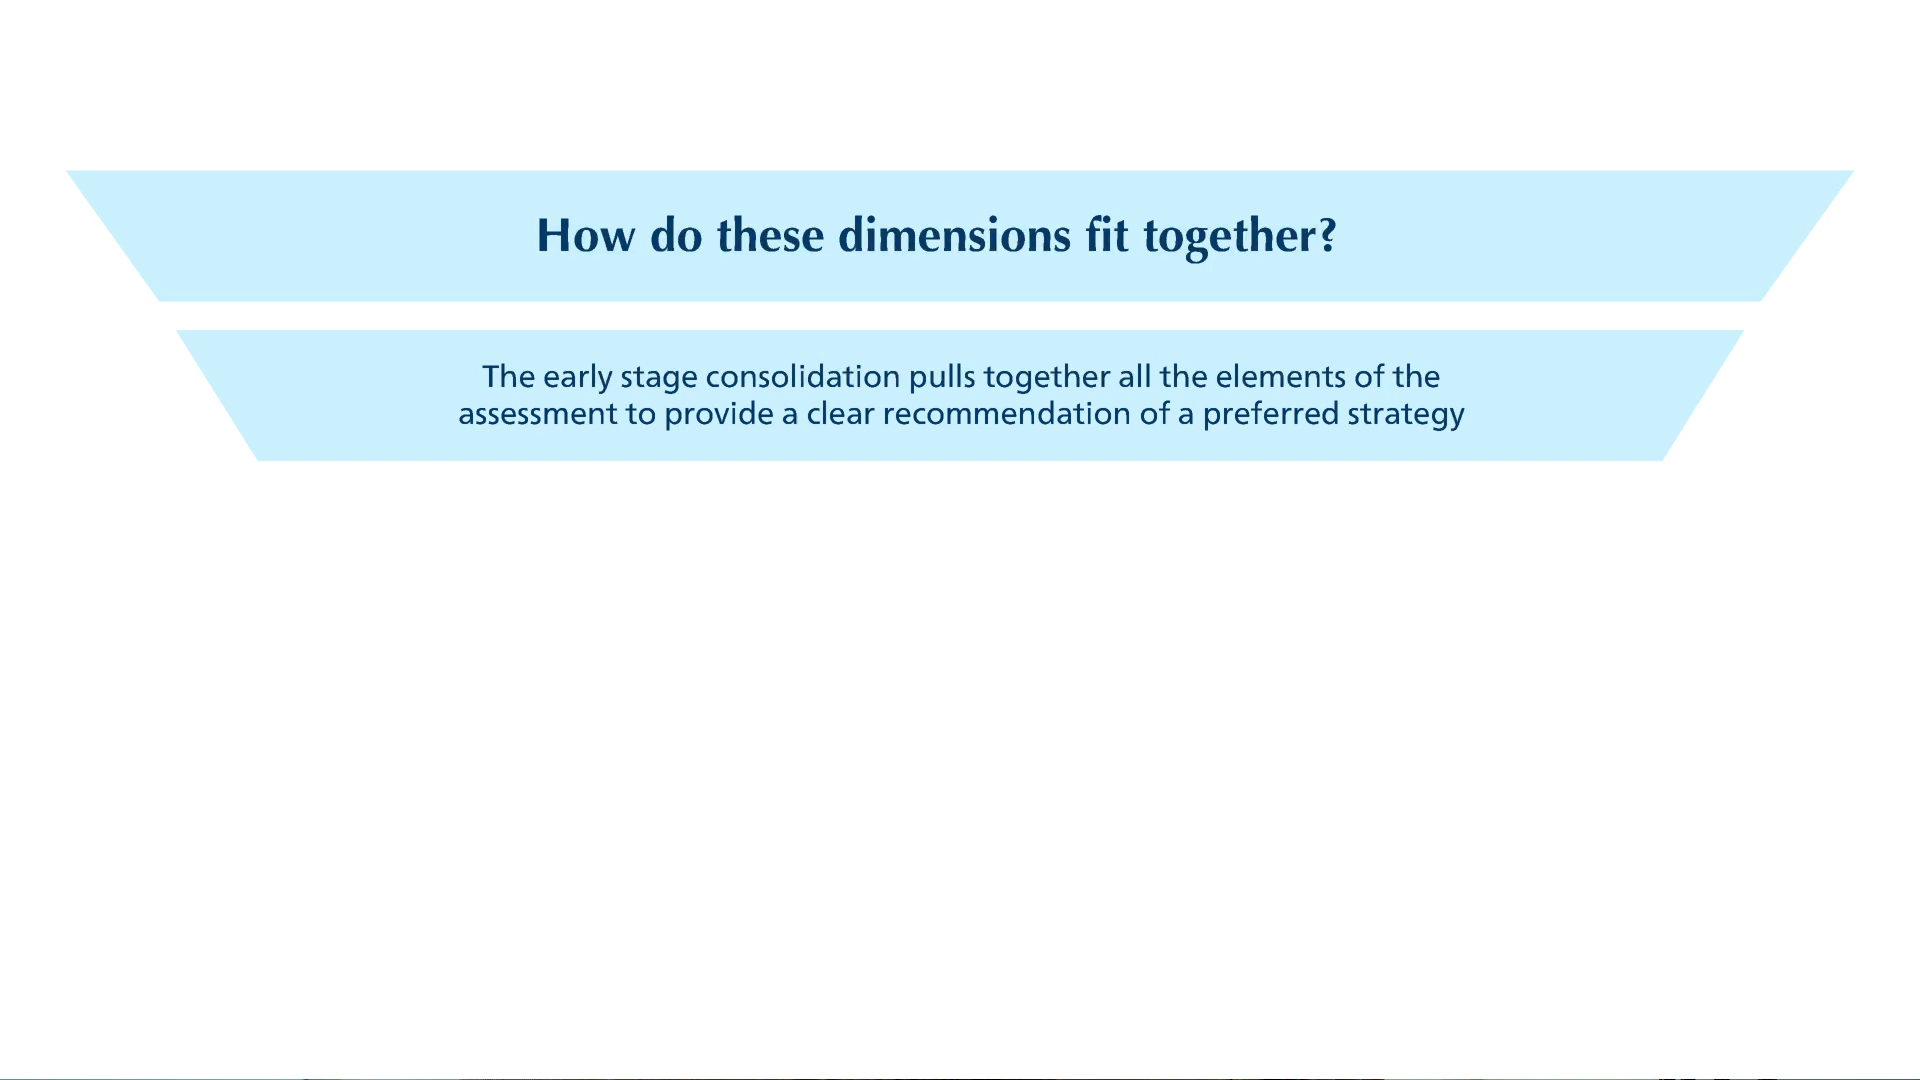 How do these dimensions fit together?
The early stage consolidation pulls together all the elements of the
assessment to provide a clear recommendation of a preferred strategy